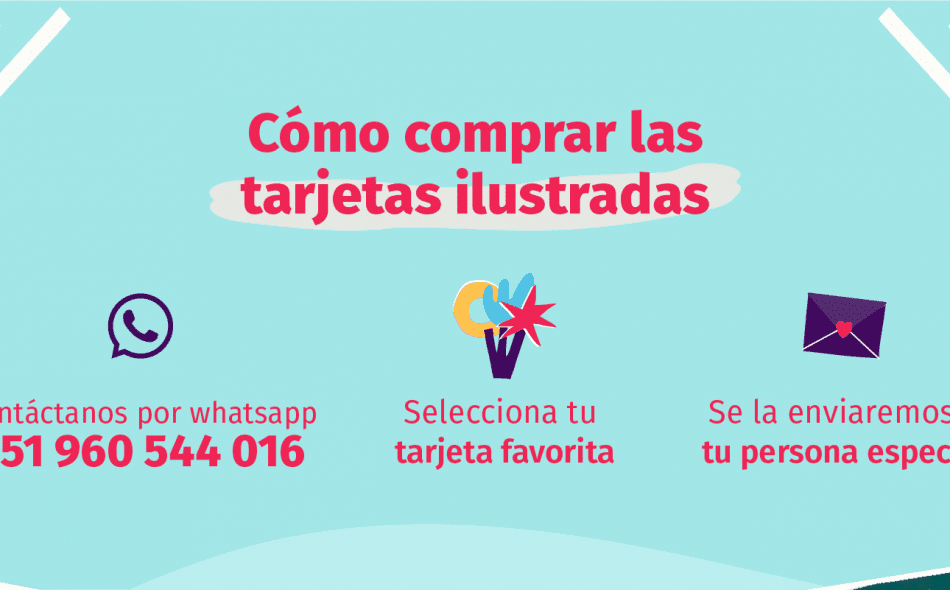 Cómo comprar las
tarjetas ilustradas
ntáctanos por whatsapp
51 960 544 016
Selecciona tu
tarjeta favorita
Se la enviaremos
tu persona espec